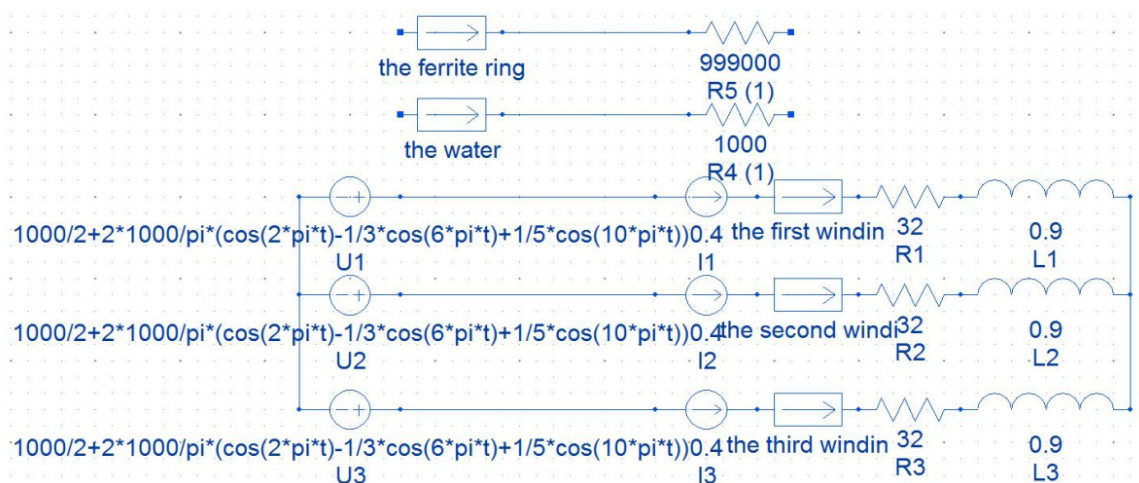 the ferrite ring
999000
R5 (1)
the water
1000
R4 (1)
1000/2+2*1000/pi*(cos(2*pi*t)-1/3*cos(6*pi*t)+1/5*cos(10*pi*t))
0.4
the first windin
32
0.9
U1
I1
R1
L1
1000/2+2*1000/pi*(cos(2*pi*t)-1/3*cos(6*pi*t)+1/5*cos(10*pi*t))
0.4
the second windi
32
0.9
U2
I2
R2
L2
1000/2+2*1000/pi*(cos(2*pi*t)-1/3*cos(6*pi*t)+1/5*cos(10*pi*t))
0.4
the third windin
32
0.9
U3
I3
R3
L3